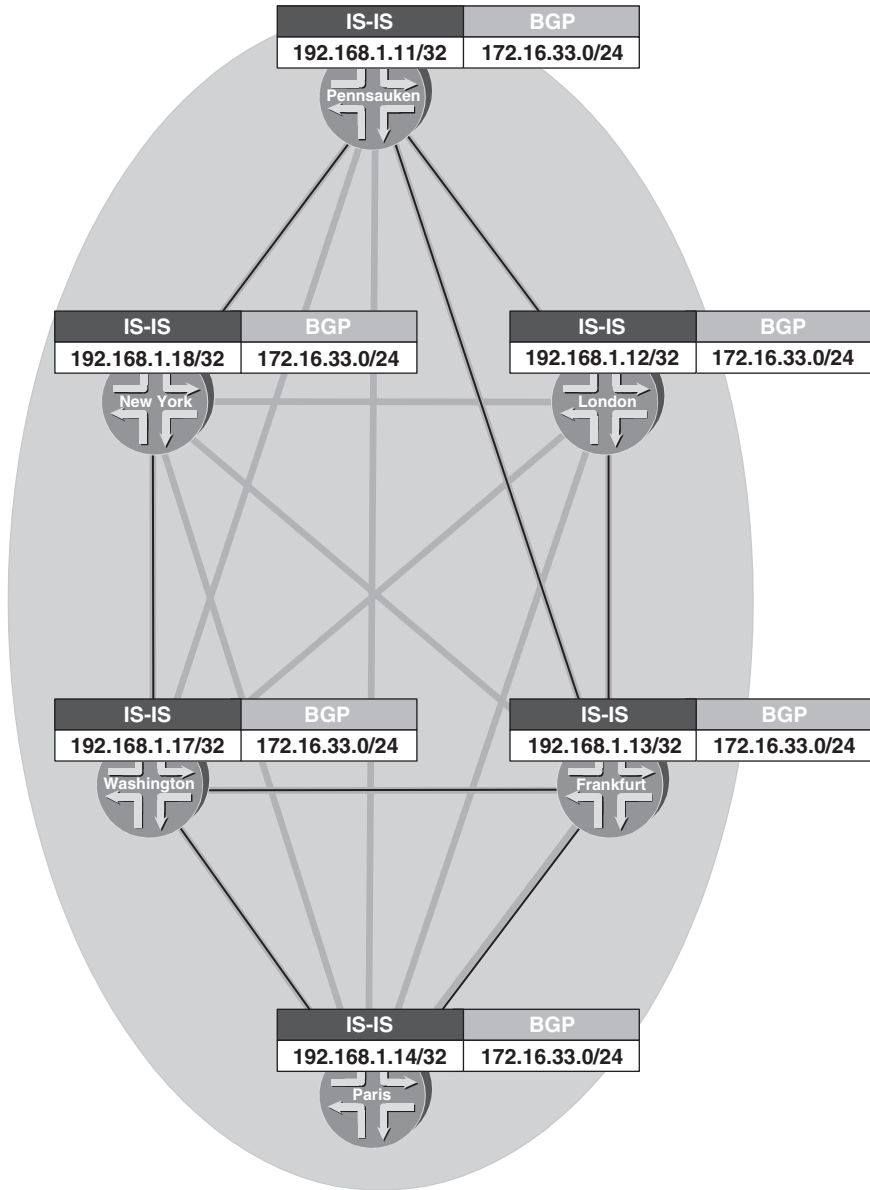 IS-IS BGP
192.168.1.11/32 172.16.33.0/24
Pennsauken
IS-IS BGP
192.168.1.18/32 172.16.33.0/24
New York
IS-IS BGP
192.168.1.12/32 172.16.33.0/24
London
IS-IS BGP
192.168.1.17/32 172.16.33.0/24
Washington
IS-IS BGP
192.168.1.13/32 172.16.33.0/24
Frankfurt
IS-IS BGP
192.168.1.14/32 172.16.33.0/24
Paris